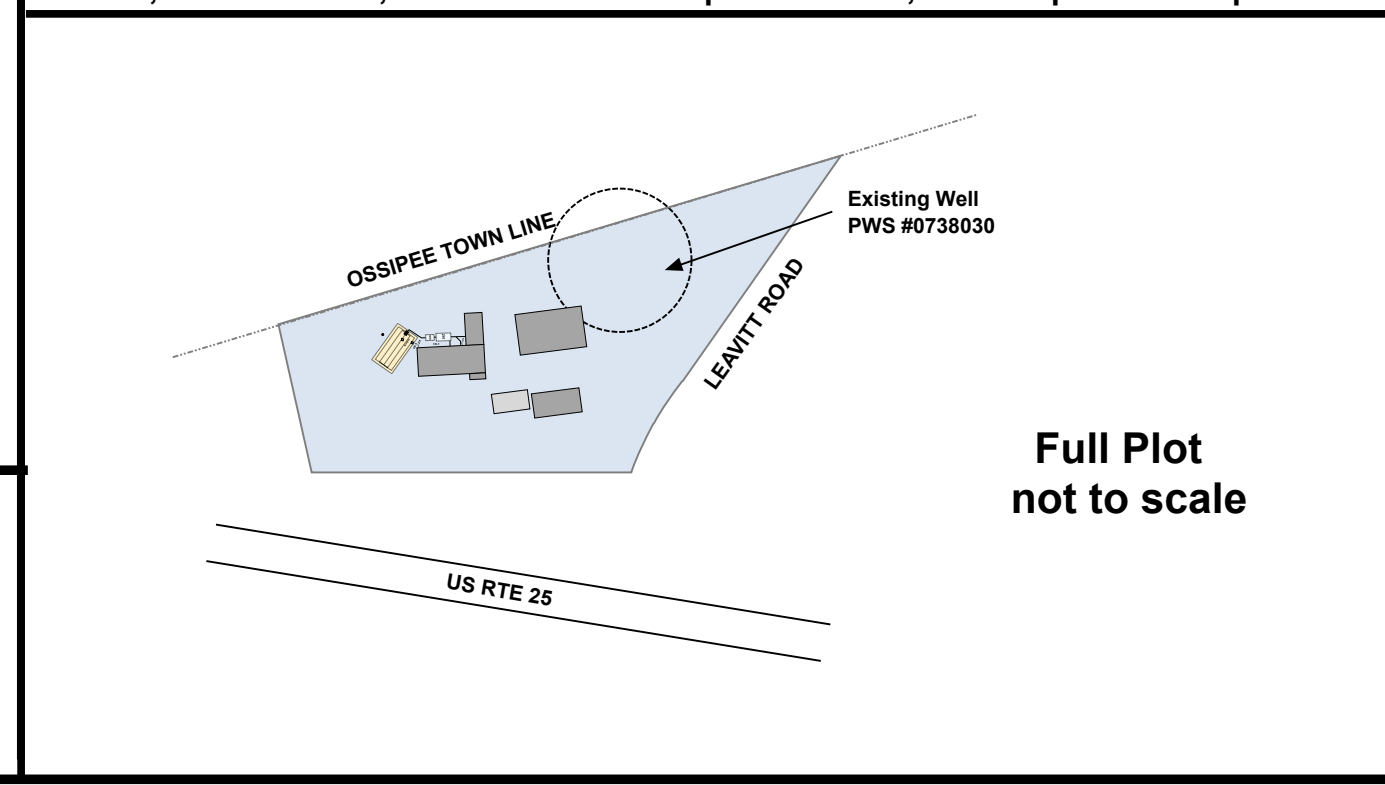 OSSIPEE TOWN LINE
Existing Well
PWS #0738030
LEAVITT ROAD
Full Plot
not to scale
US RTE 25